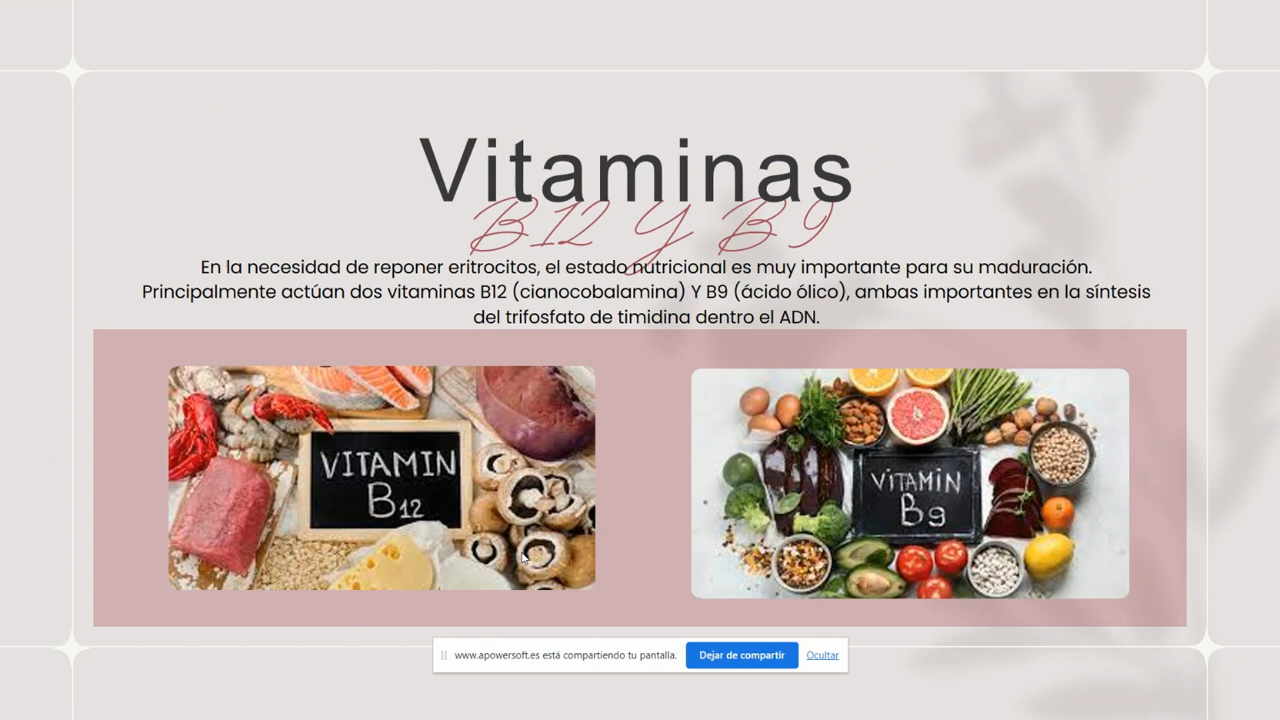 Vitaminas
B12 Y B9
En la necesidad de reponer eritrocitos, el estado nutricional es muy importante para su maduración.
Principalmente actúan dos vitaminas B12 (cianocobalamina) Y B9 (ácido ólico), ambas importantes en la síntesis
del trifosfato de timidina dentro el ADN.
VITAMIN
B12
VITAMIN
B9
www.apowersoft.es está compartiendo tu pantalla.
Dejar de compartir
Ocultar